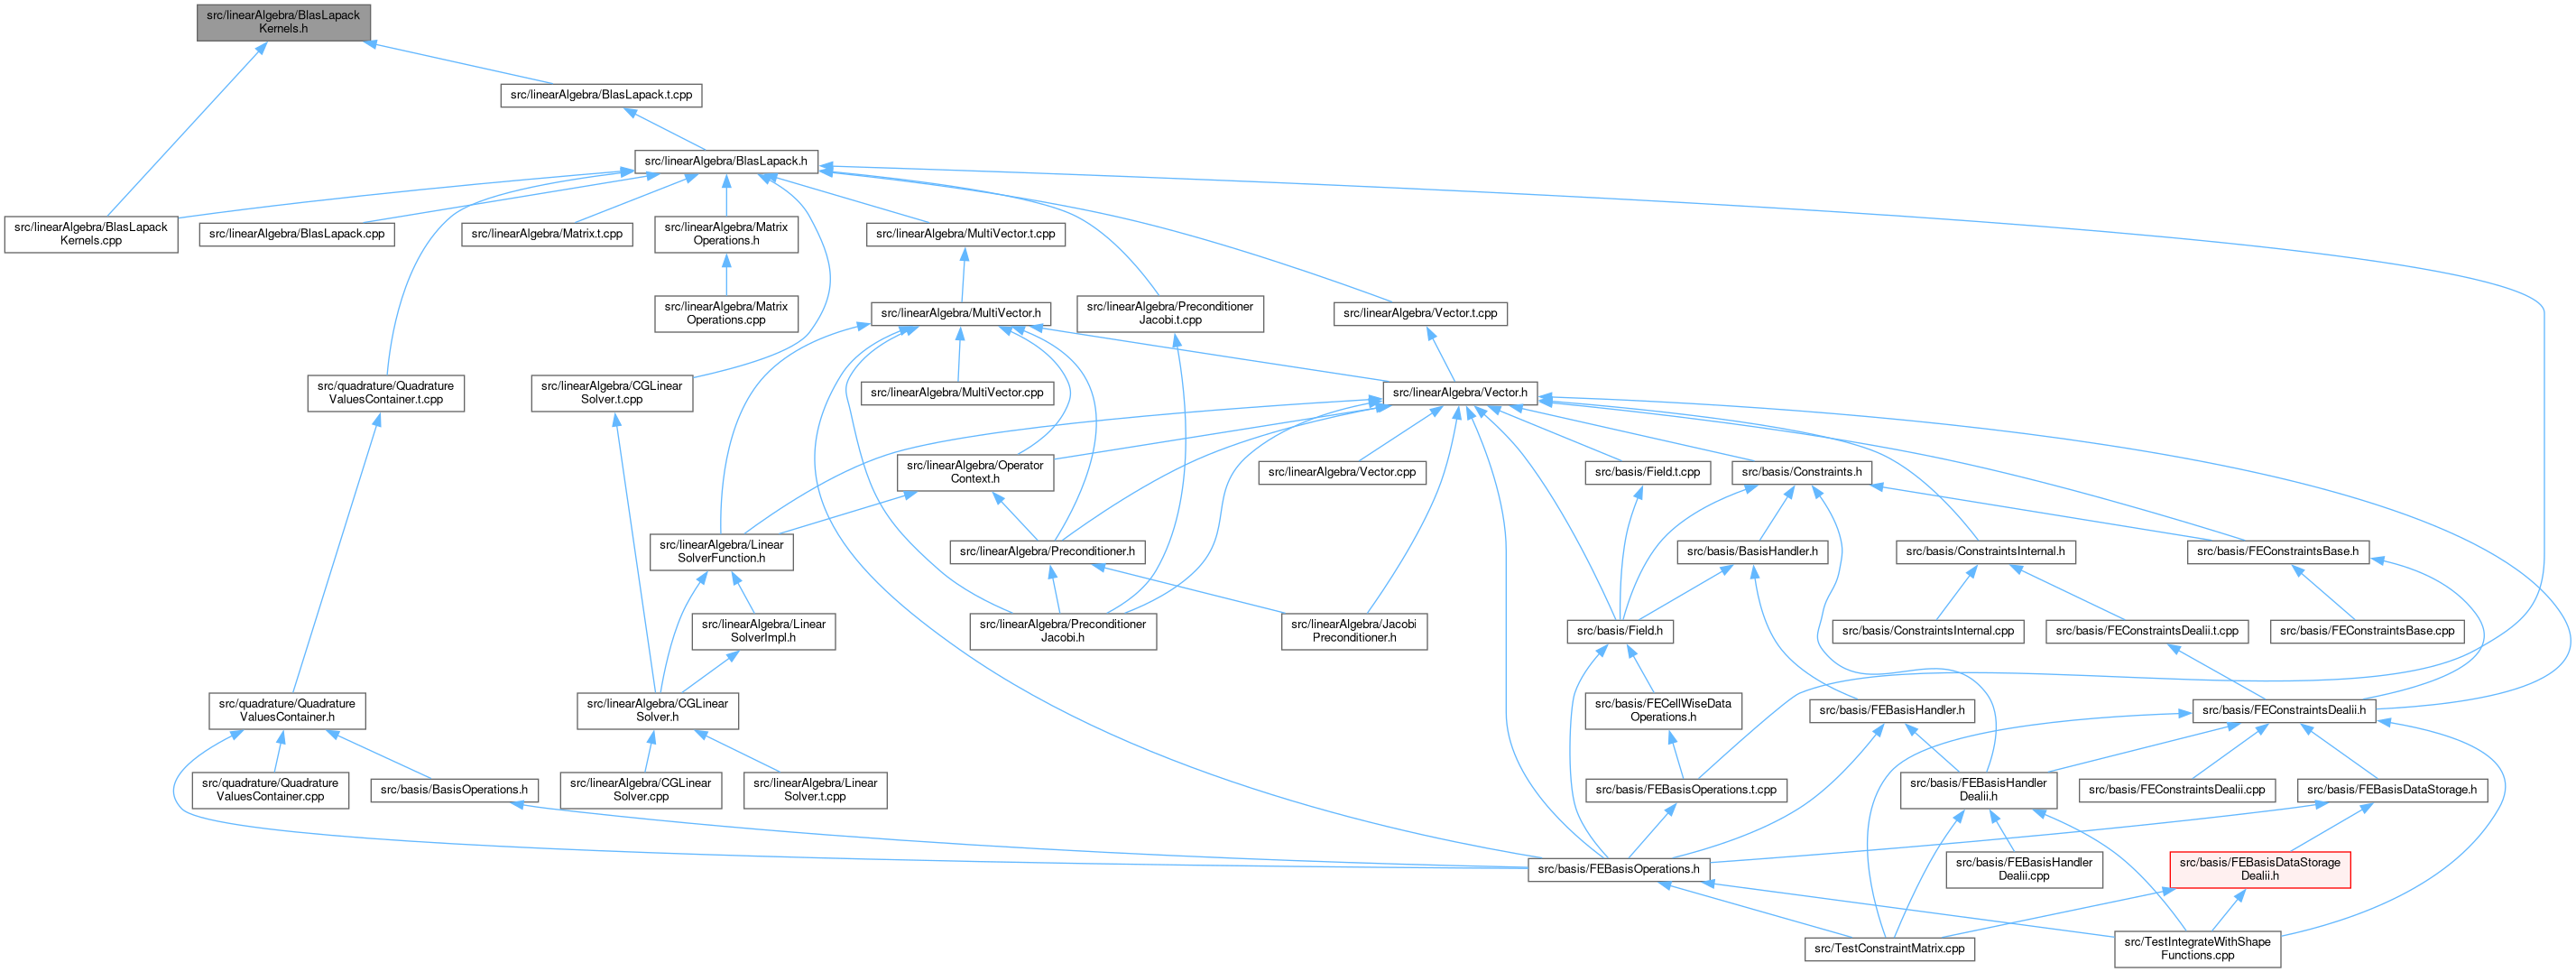 src/linearAlgebra/BlasLapack
Kernels.h
src/linearAlgebra/BlasLapack.t.cpp
src/linearAlgebra/BlasLapack.h
src/linearAlgebra/BlasLapack
Kernels.cpp
src/linearAlgebra/BlasLapack.cpp
src/linearAlgebra/Matrix.t.cpp
src/linearAlgebra/Matrix
Operations.h
src/linearAlgebra/MultiVector.t.cpp
src/linearAlgebra/Matrix
Operations.cpp
src/linearAlgebra/MultiVector.h
src/linearAlgebra/Preconditioner
Jacobi.t.cpp
src/linearAlgebra/Vector.t.cpp
src/quadrature/Quadrature
ValuesContainer.t.cpp
src/linearAlgebra/CGLinear
Solver.t.cpp
src/linearAlgebra/MultiVector.cpp
src/linearAlgebra/Vector.h
src/linearAlgebra/Operator
Context.h
src/linearAlgebra/Vector.cpp
src/basis/Field.t.cpp
src/basis/Constraints.h
src/linearAlgebra/Linear
SolverFunction.h
src/linearAlgebra/Preconditioner.h
src/basis/BasisHandler.h
src/basis/ConstraintsInternal.h
src/basis/FEConstraintsBase.h
src/linearAlgebra/Linear
SolverImpl.h
src/linearAlgebra/Preconditioner
Jacobi.h
src/linearAlgebra/Jacobi
Preconditioner.h
src/basis/Field.h
src/basis/ConstraintsInternal.cpp
src/basis/FEConstraintsDealii.t.cpp
src/basis/FEConstraintsBase.cpp
src/quadrature/Quadrature
ValuesContainer.h
src/linearAlgebra/CGLinear
Solver.h
src/basis/FECellWiseData
Operations.h
src/basis/FEBasisHandler.h
src/basis/FEConstraintsDealii.h
src/quadrature/Quadrature
ValuesContainer.cpp
src/basis/BasisOperations.h
src/linearAlgebra/CGLinear
Solver.cpp
src/linearAlgebra/Linear
Solver.t.cpp
src/basis/FEBasisOperations.t.cpp
src/basis/FEBasisHandler
Dealii.h
src/basis/FEConstraintsDealii.cpp
src/basis/FEBasisDataStorage.h
src/basis/FEBasisOperations.h
src/basis/FEBasisHandler
Dealii.cpp
src/basis/FEBasisDataStorage
Dealii.h
src/TestConstraintMatrix.cpp
src/TestIntegrateWithShape
Functions.cpp